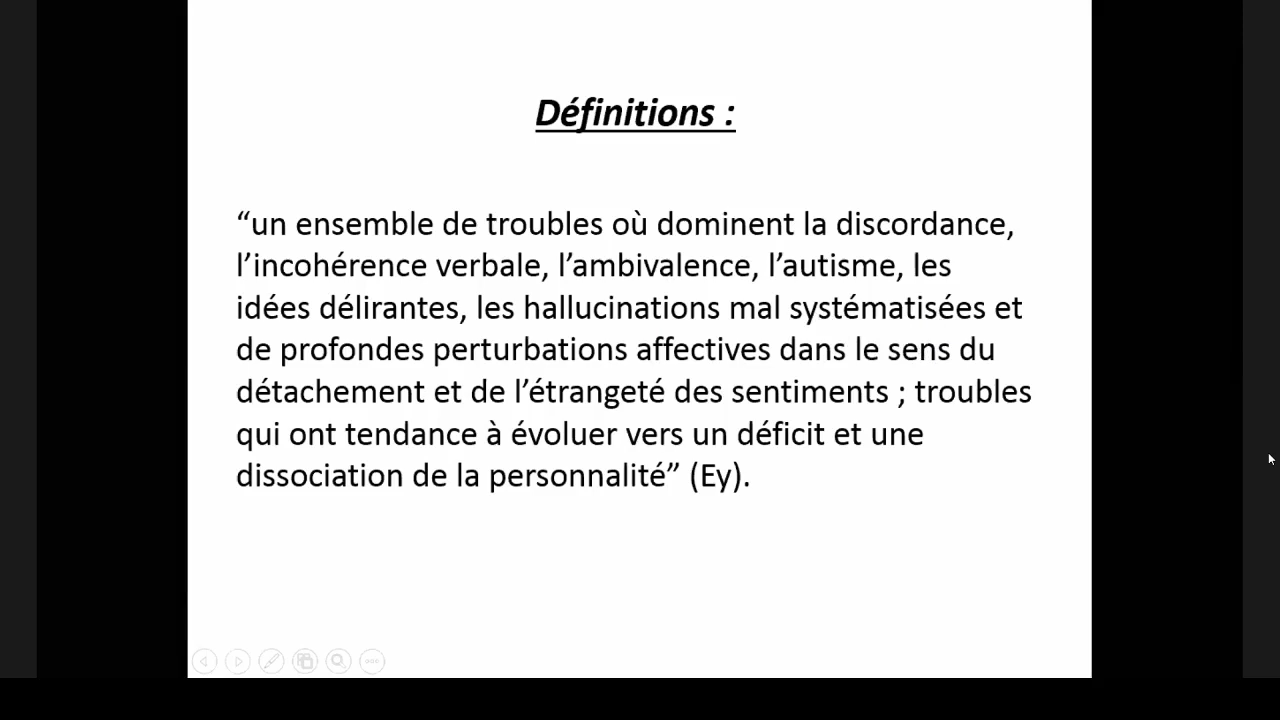 Définitions :
“un ensemble de troubles où dominent la discordance,
l’incohérence verbale, l’ambivalence, l’autisme, les
idées délirantes, les hallucinations mal systématisées et
de profondes perturbations affectives dans le sens du
détachement et de l’étrangeté des sentiments ; troubles
qui ont tendance à évoluer vers un déficit et une
dissociation de la personnalité” (Ey).